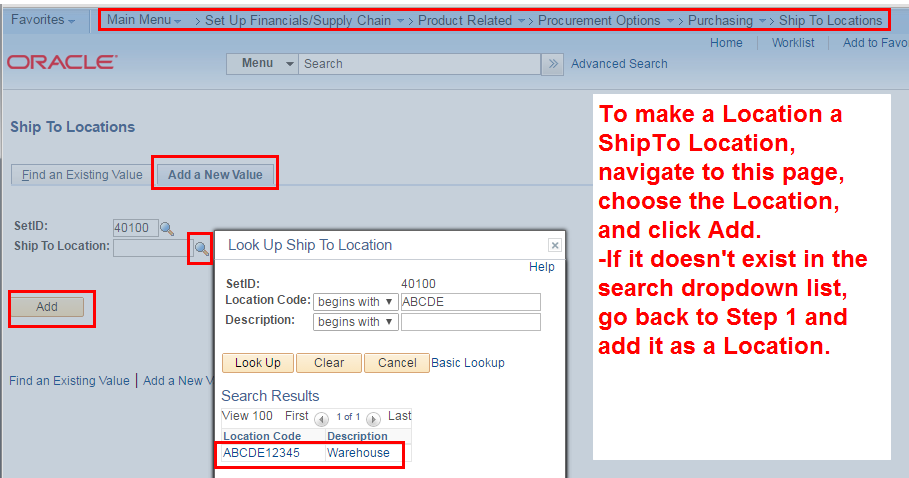 Favorites Main Menu > Set Up Financials/Supply Chain > Product Related > Procurement Options > Purchasing > Ship To Locations
Home Worklist Add to Favo
ORACLE
Menu Search >> Advanced Search
Ship To Locations
Find an Existing Value Add a New Value
SetID: 40100
Ship To Location:
Add
Find an Existing Value | Add a New V
Look Up Ship To Location ×
Help
SetID: 40100
Location Code: begins with ABCDE
Description: begins with
Look Up Clear Cancel Basic Lookup
Search Results
View 100 First 1 of 1 Last
Location Code Description
ABCDE12345 Warehouse
To make a Location a
ShipTo Location,
navigate to this page,
choose the Location,
and click Add.
-If it doesn't exist in the
search dropdown list,
go back to Step 1 and
add it as a Location.